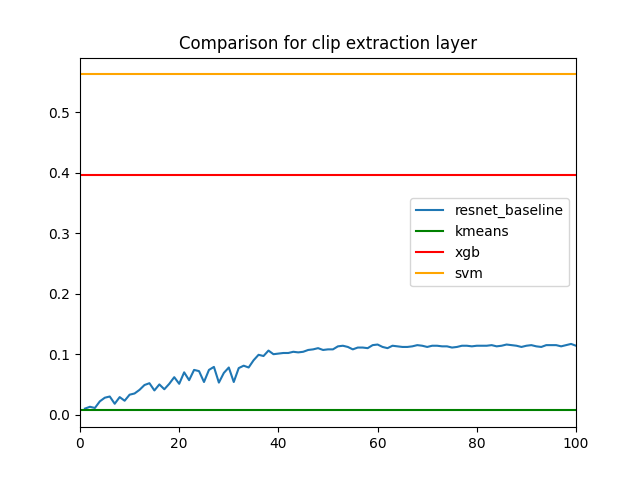 Comparison for clip extraction layer
0.5
0.4
0.3
0.2
0.1
0.0
resnet_baseline
kmeans
xgb
svm
0 20 40 60 80 100